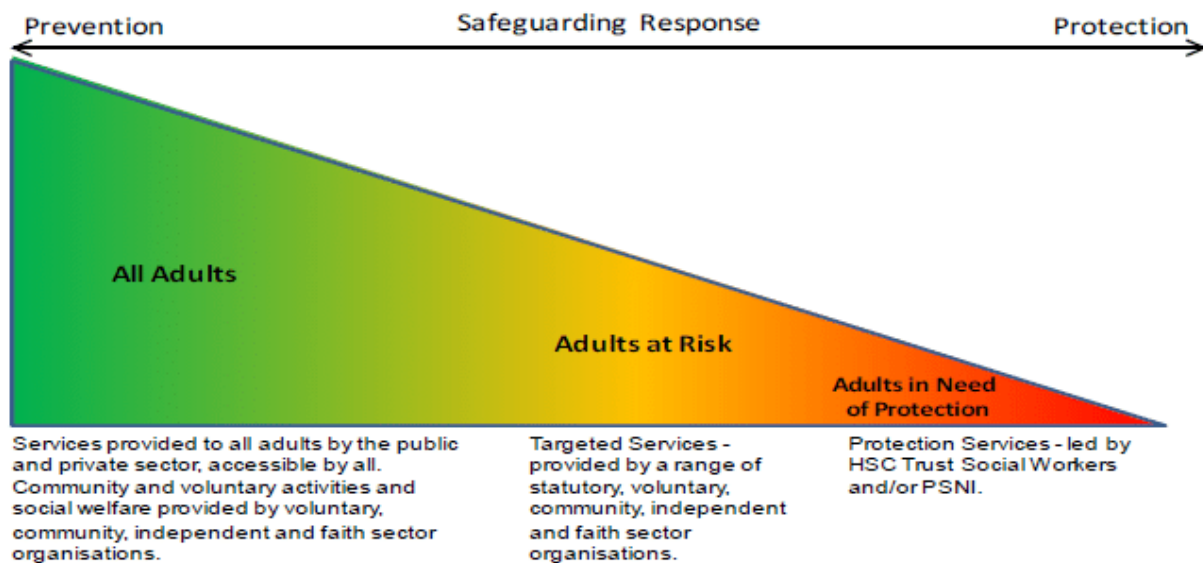 Prevention Safeguarding Response Protection
All Adults
Adults at Risk
Adults in Need
of Protection
Services provided to all adults by the public
and private sector, accessible by all.
Community and voluntary activities and
social welfare provided by voluntary,
community, independent and faith sector
organisations.
Targeted Services -
provided by a range of
statutory, voluntary,
community, independent
and faith sector
organisations.
Protection Services - led by
HSC Trust Social Workers
and/or PSNI.